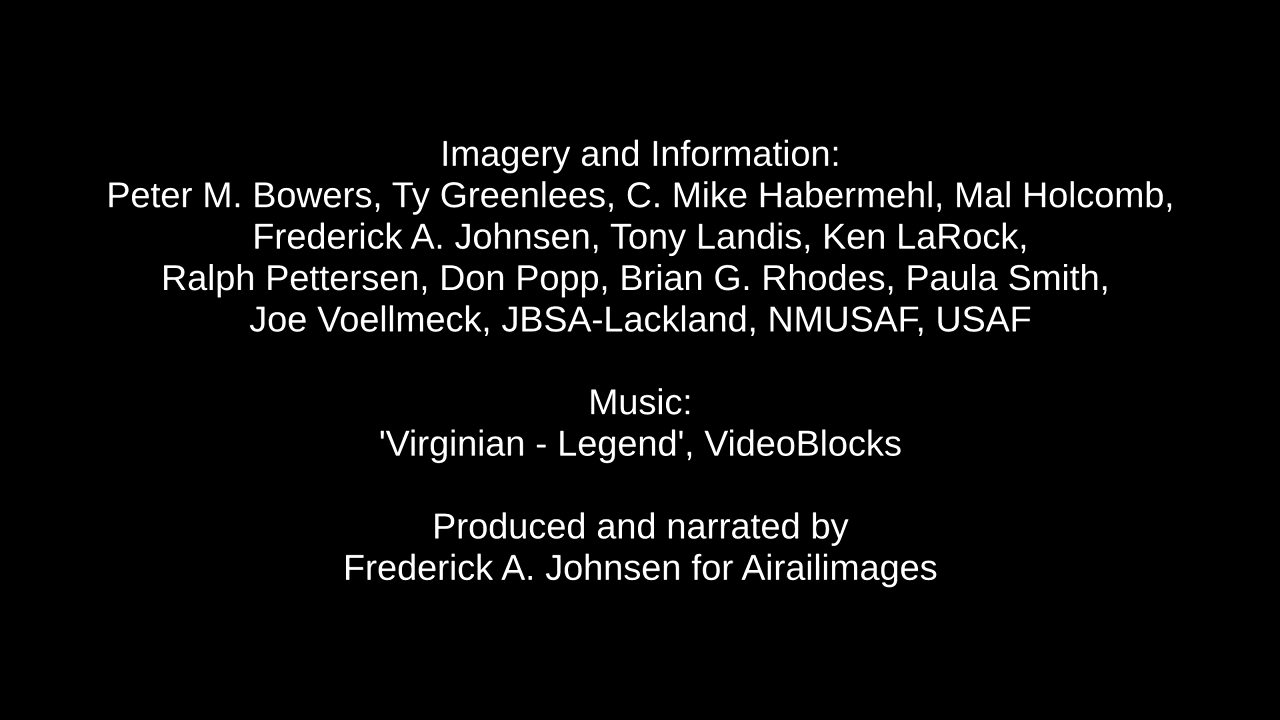 Imagery and Information:
Peter M. Bowers, Ty Greenlees, C. Mike Habermehl, Mal Holcomb,
Frederick A. Johnsen, Tony Landis, Ken LaRock,
Ralph Pettersen, Don Popp, Brian G. Rhodes, Paula Smith,
Joe Voellmeck, JBSA-Lackland, NMUSAF, USAF
Music:
'Virginian - Legend', VideoBlocks
Produced and narrated by
Frederick A. Johnsen for Airailimages